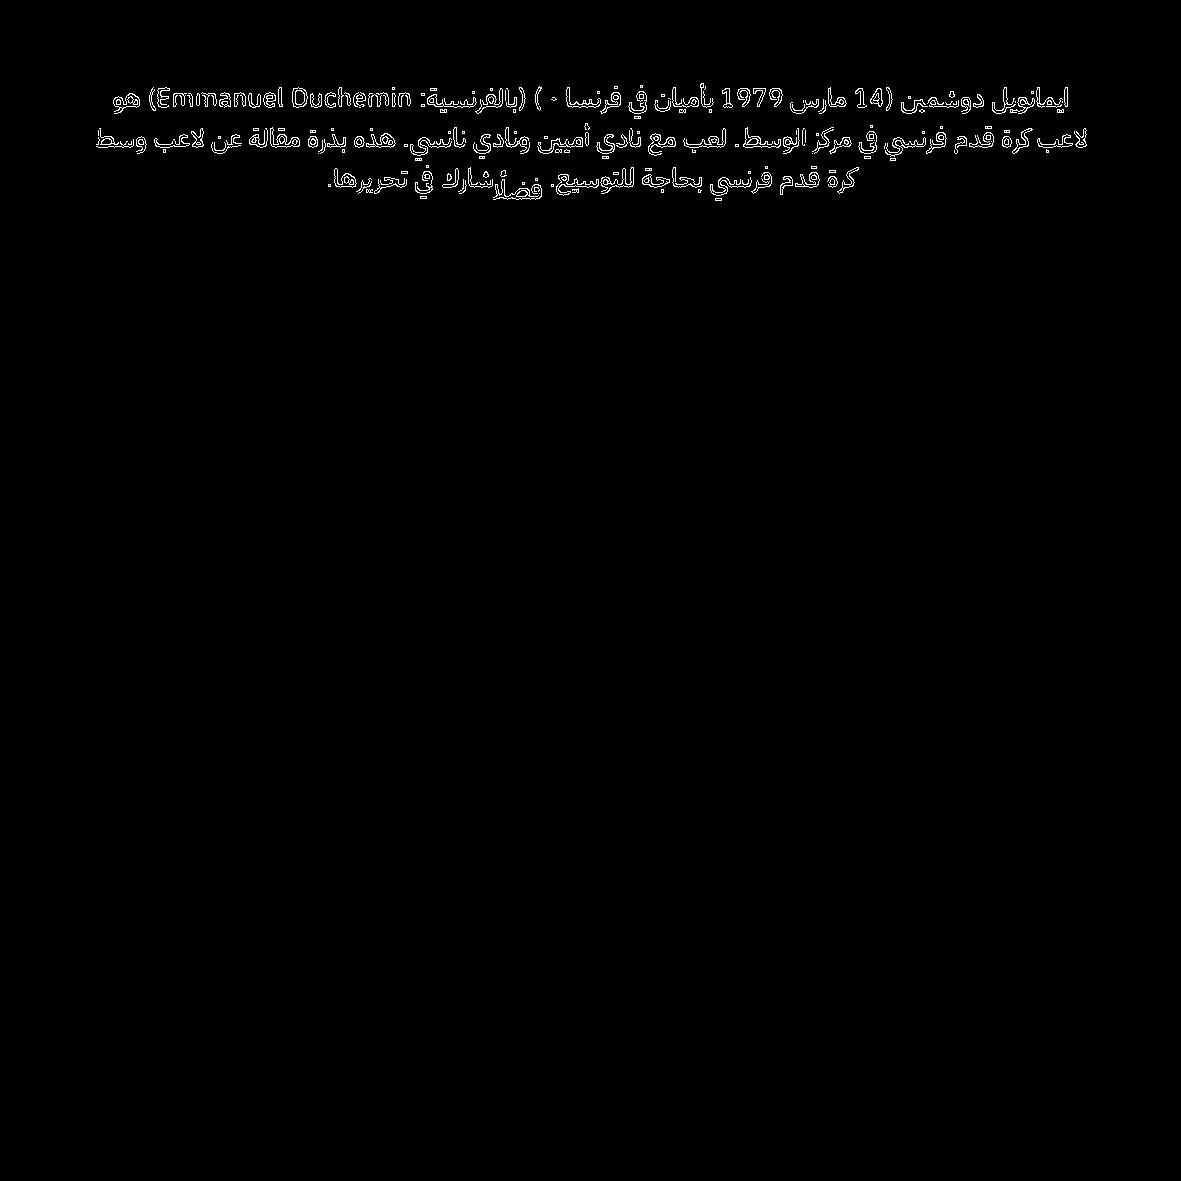 ايمانويل دوشمين (14 مارس 1979 بأميان في فرنسا - ) (بالفرنسية: Emmanuel Duchemin) هو
لاعب كرة قدم فرنسي في مركز الوسط. لعب مع نادي أميين ونادي نانسي. هذه بذرة مقالة عن لاعب وسط
كرة قدم فرنسي بحاجة للتوسيع. فضلًا شارك في تحريرها.